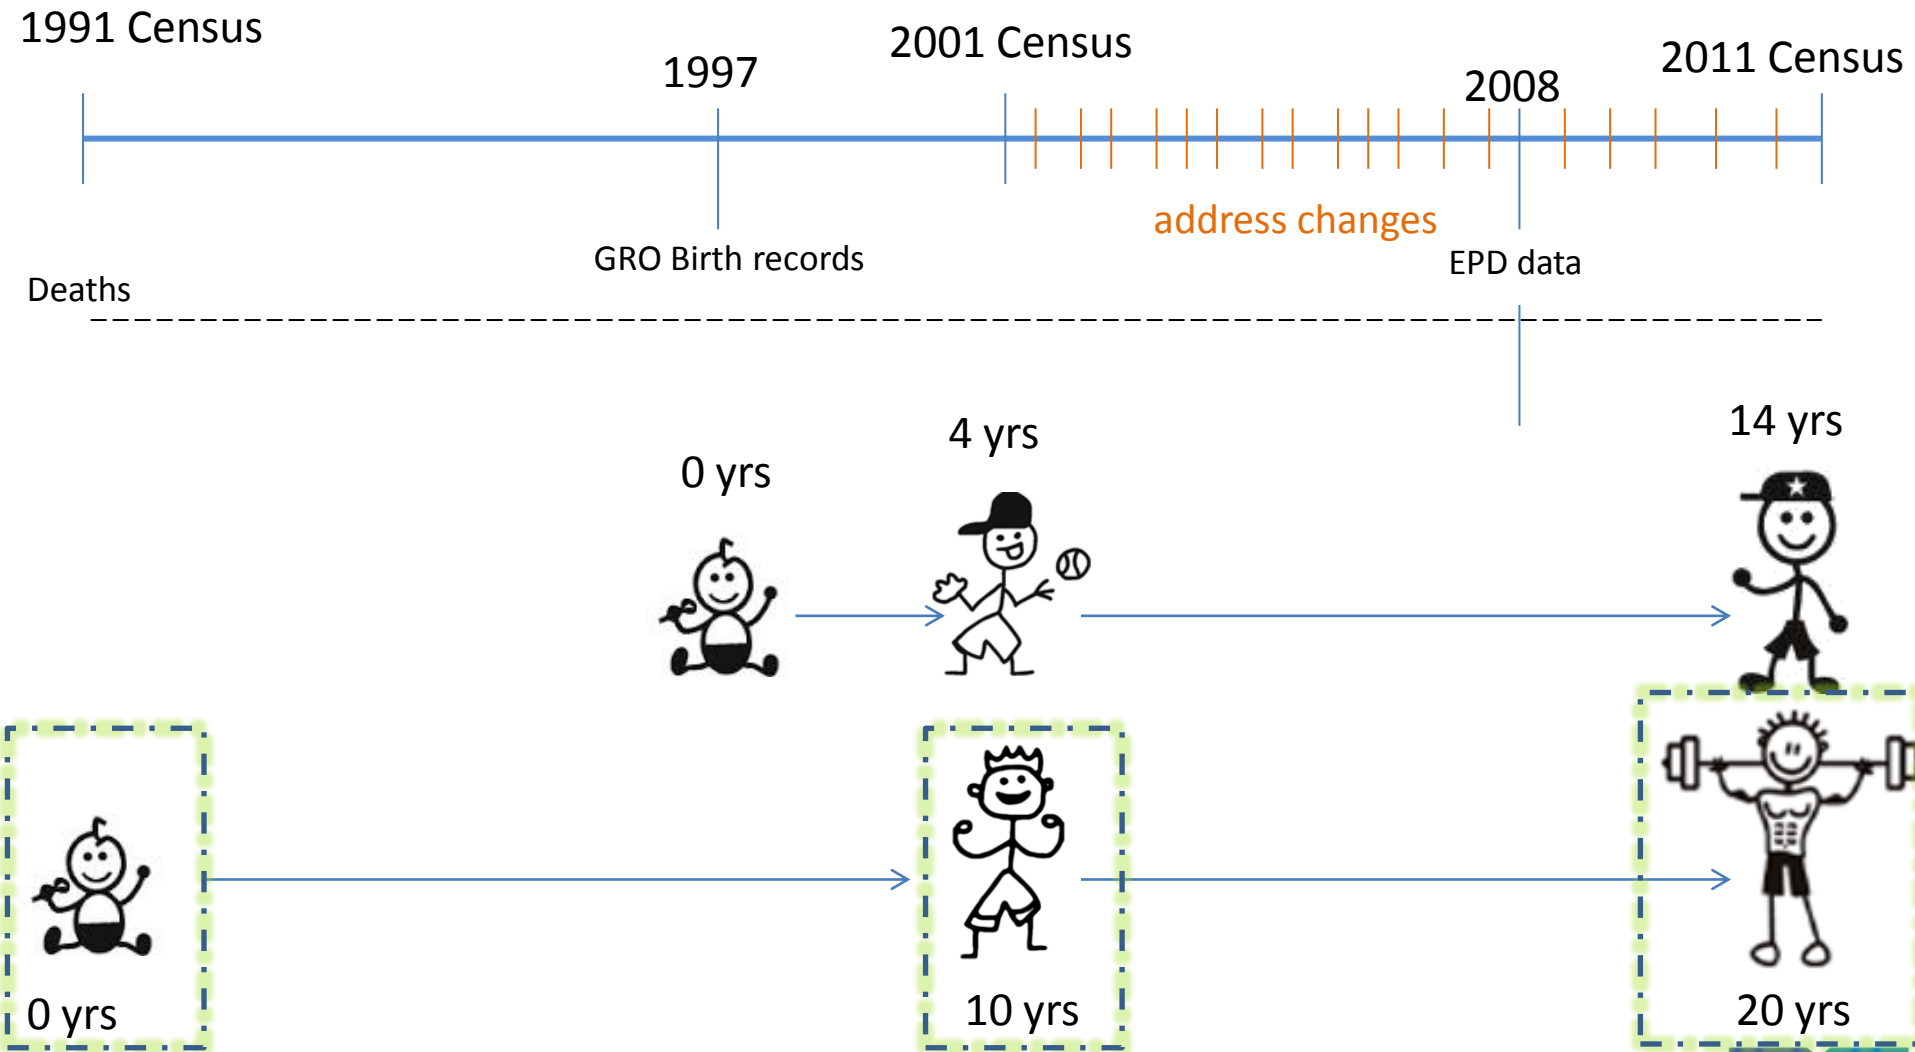 1991 Census
1997
2001 Census
2008
2011 Census
address changes
GRO Birth records
EPD data
Deaths
0 yrs
4 yrs
14 yrs
0 yrs
10 yrs
20 yrs